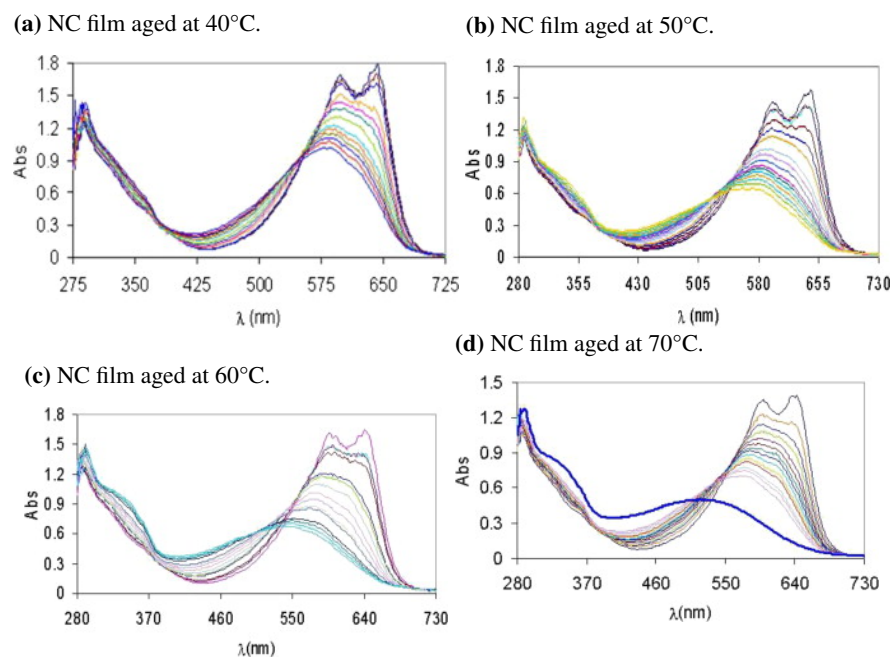 (a) NC film aged at 40°C.
1.8
1.5
1.2
0.9
0.6
0.3
0
Abs
275 350 425 500 575 650 725
λ (nm)
(b) NC film aged at 50°C.
1.8
1.5
1.2
0.9
0.6
0.3
0
Abs
280 355 430 505 580 655 730
λ (nm)
(c) NC film aged at 60°C.
1.8
1.5
1.2
0.9
0.6
0.3
0
Abs
280 370 460 550 640 730
λ(nm)
(d) NC film aged at 70°C.
1.5
1.2
0.9
0.6
0.3
0
Abs
280 370 460 550 640 730
λ(nm)